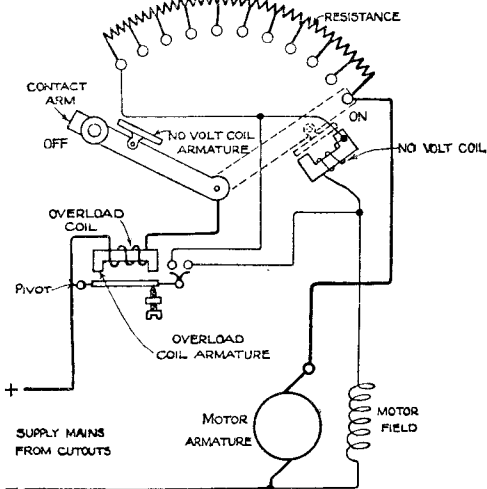 RESISTANCE
CONTACT
ARM
OFF
NO VOLT COIL
ARMATURE
ON
NO VOLT COIL
OVERLOAD
COIL
PIVOT
OVERLOAD
COIL ARMATURE
+
SUPPLY MAINS
FROM CUTOUTS
MOTOR
ARMATURE
MOTOR
FIELD
−